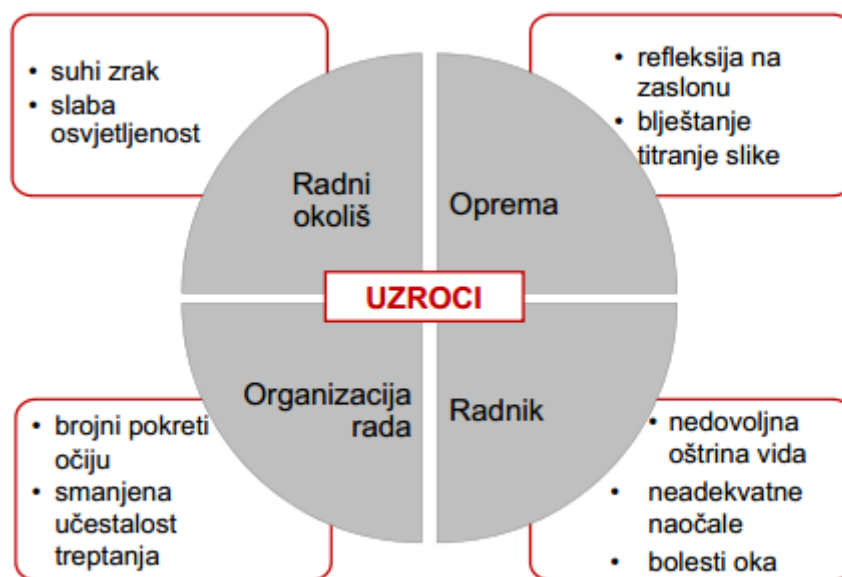 • suhi zrak
• slaba
osvjetljenost
• refleksija na
zaslonu
• blještanje
titranje slike
Radni
okoliš
Oprema
UZROCI
Organizacija
rada
Radnik
• brojni pokreti
očiju
• smanjena
učestalost
treptanja
• nedovoljna
oštrina vida
• neadekvatne
naočale
• bolesti oka